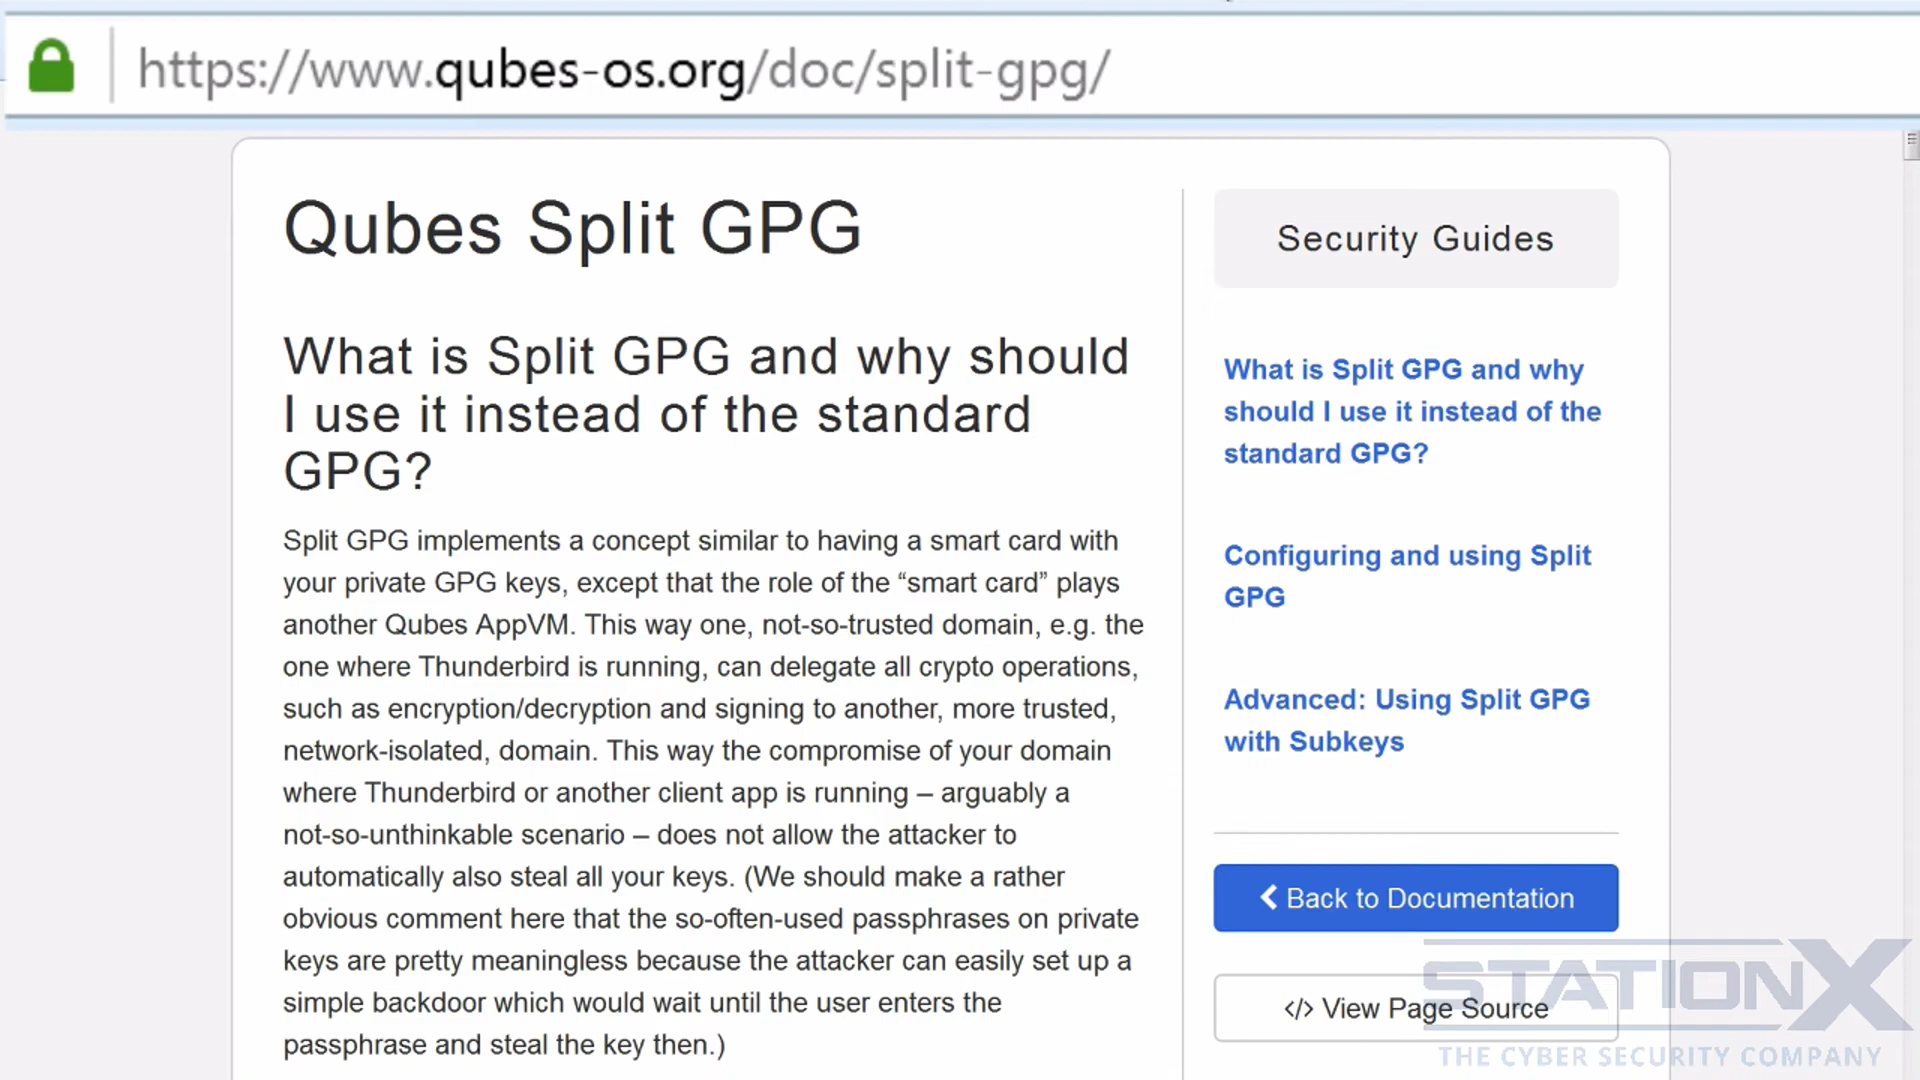 https://www.qubes-os.org/doc/split-gpg/
Qubes Split GPG
What is Split GPG and why should
I use it instead of the standard
GPG?
Split GPG implements a concept similar to having a smart card with
your private GPG keys, except that the role of the “smart card” plays
another Qubes AppVM. This way one, not-so-trusted domain, e.g. the
one where Thunderbird is running, can delegate all crypto operations,
such as encryption/decryption and signing to another, more trusted,
network-isolated, domain. This way the compromise of your domain
where Thunderbird or another client app is running – arguably a
not-so-unthinkable scenario – does not allow the attacker to
automatically also steal all your keys. (We should make a rather
obvious comment here that the so-often-used passphrases on private
keys are pretty meaningless because the attacker can easily set up a
simple backdoor which would wait until the user enters the
passphrase and steal the key then.)
Security Guides
What is Split GPG and why
should I use it instead of the
standard GPG?
Configuring and using Split
GPG
Advanced: Using Split GPG
with Subkeys
Back to Documentation
</> View Page Source
STATIONX
THE CYBER SECURITY COMPANY